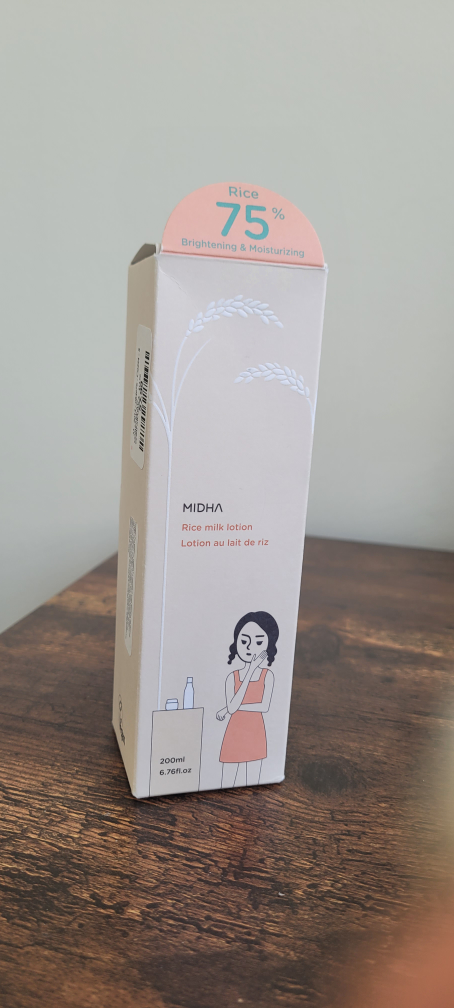 Rice
75%
Brightening & Moisturizing
MIDHA
Rice milk lotion
Lotion au lait de riz
200ml
6.76fl.oz